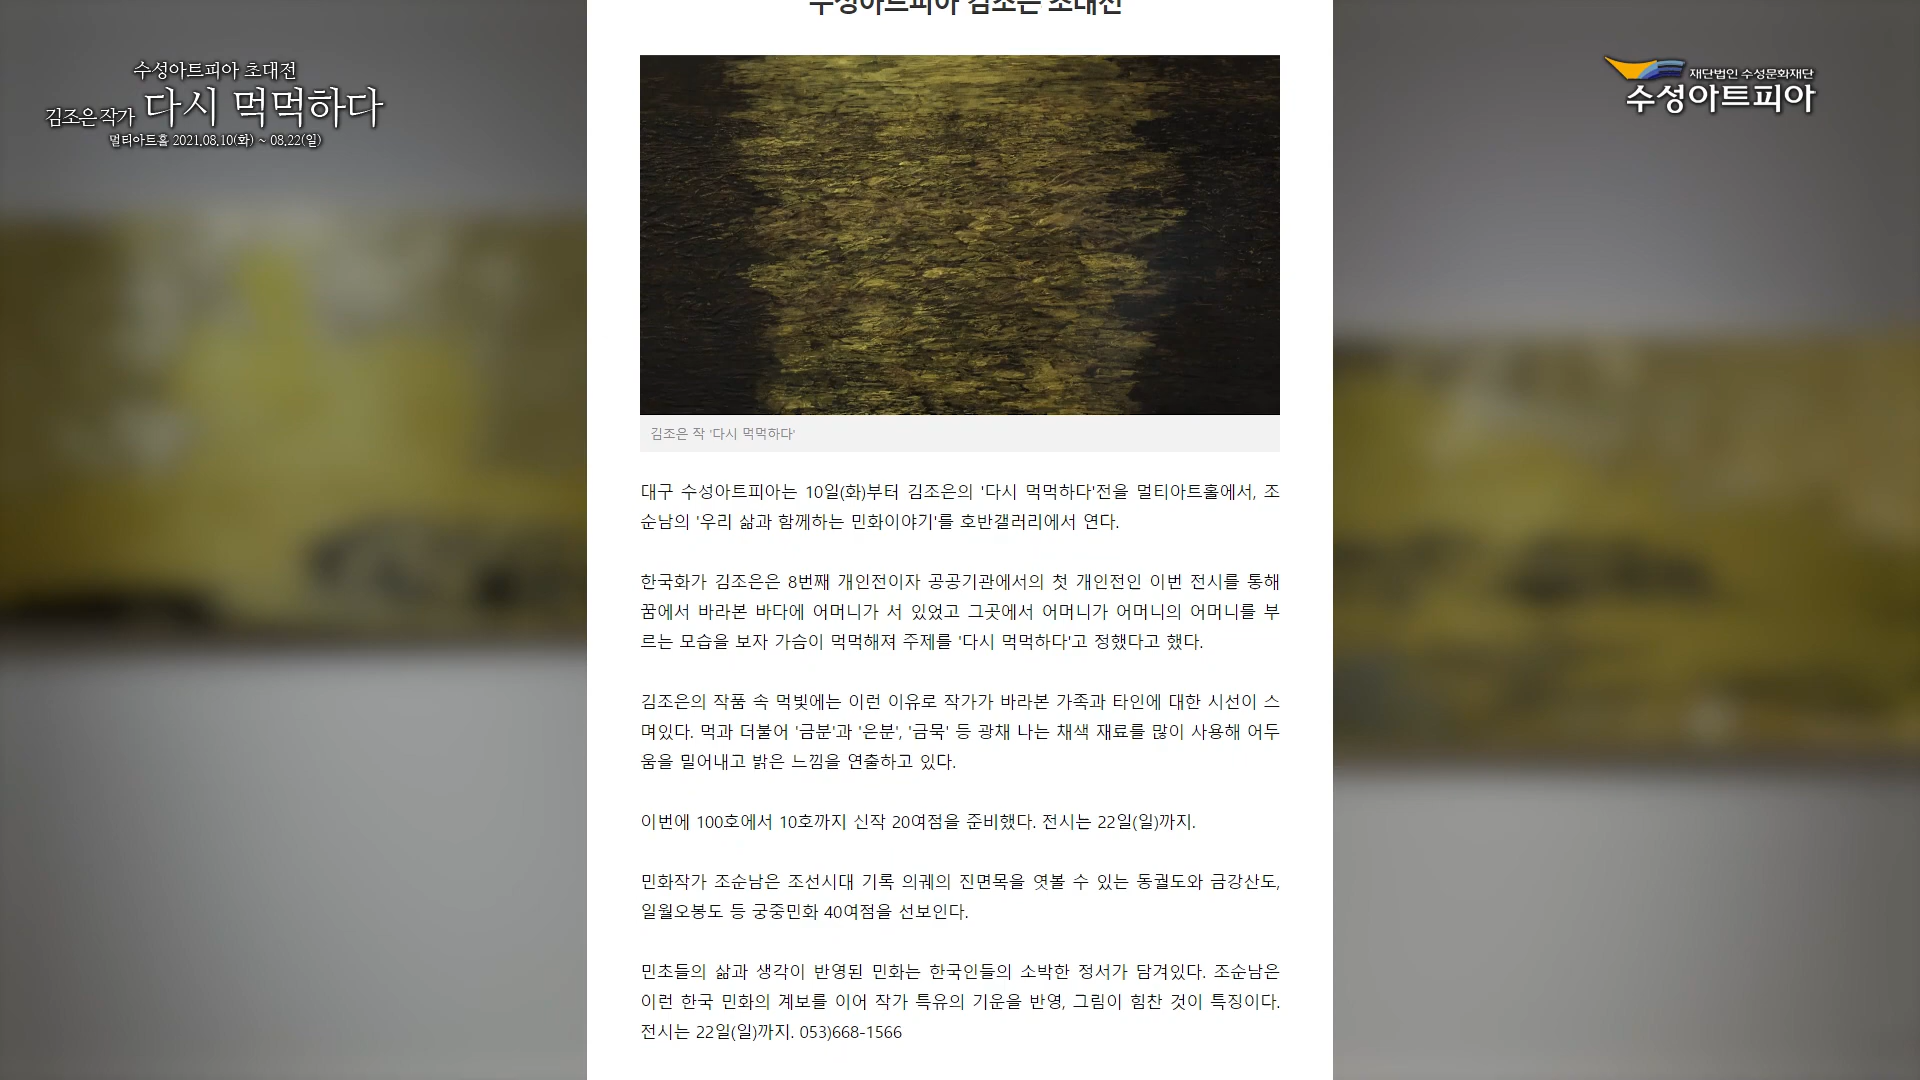 수성아트피아 김조은 초대전
수성아트피아 초대전
김조은 작가 다시 먹먹하다
멀티아트홀 2021.08.10(화) ~ 08.22(일)
재단법인 수성문화재단
수성아트피아
김조은 작 '다시 먹먹하다'
대구 수성아트피아는 10일(화)부터 김조은의 '다시 먹먹하다'전을 멀티아트홀에서, 조
순남의 '우리 삶과 함께하는 민화이야기'를 호반갤러리에서 연다.
한국화가 김조은은 8번째 개인전이자 공공기관에서의 첫 개인전인 이번 전시를 통해
꿈에서 바라본 바다에 어머니가 서 있었고 그곳에서 어머니가 어머니의 어머니를 부
르는 모습을 보자 가슴이 먹먹해져 주제를 '다시 먹먹하다'고 정했다고 했다.
김조은의 작품 속 먹빛에는 이런 이유로 작가가 바라본 가족과 타인에 대한 시선이 스
며있다. 먹과 더불어 '금분'과 '은분', '금묵' 등 광채 나는 채색 재료를 많이 사용해 어두
움을 밀어내고 밝은 느낌을 연출하고 있다.
이번에 100호에서 10호까지 신작 20여점을 준비했다. 전시는 22일(일)까지.
민화작가 조순남은 조선시대 기록 의궤의 진면목을 엿볼 수 있는 동궐도와 금강산도,
일월오봉도 등 궁중민화 40여점을 선보인다.
민초들의 삶과 생각이 반영된 민화는 한국인들의 소박한 정서가 담겨있다. 조순남은
이런 한국 민화의 계보를 이어 작가 특유의 기운을 반영, 그림이 힘찬 것이 특징이다.
전시는 22일(일)까지. 053)668-1566